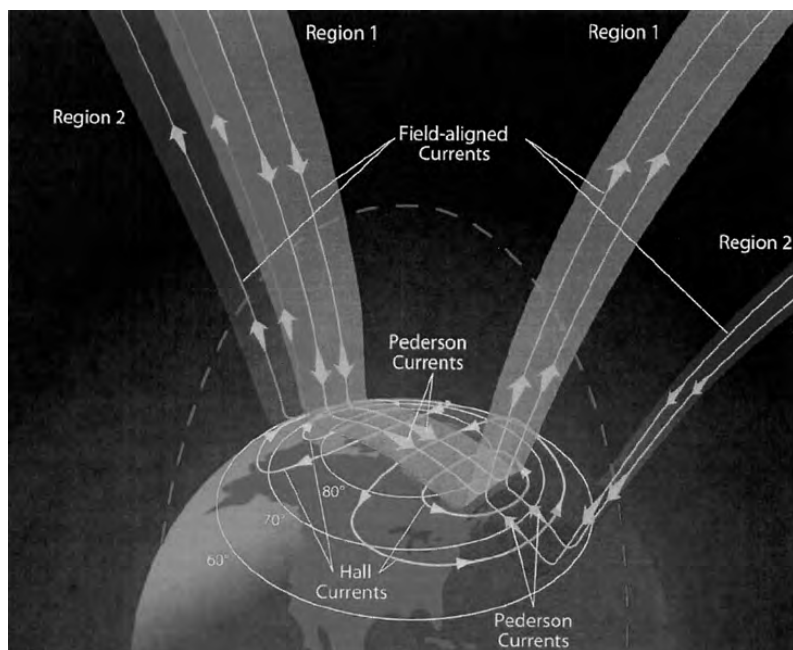 Region 1
Region 1
Region 2
Field-aligned
Currents
Region 2
Pederson
Currents
80°
70°
60°
Hall
Currents
Pederson
Currents